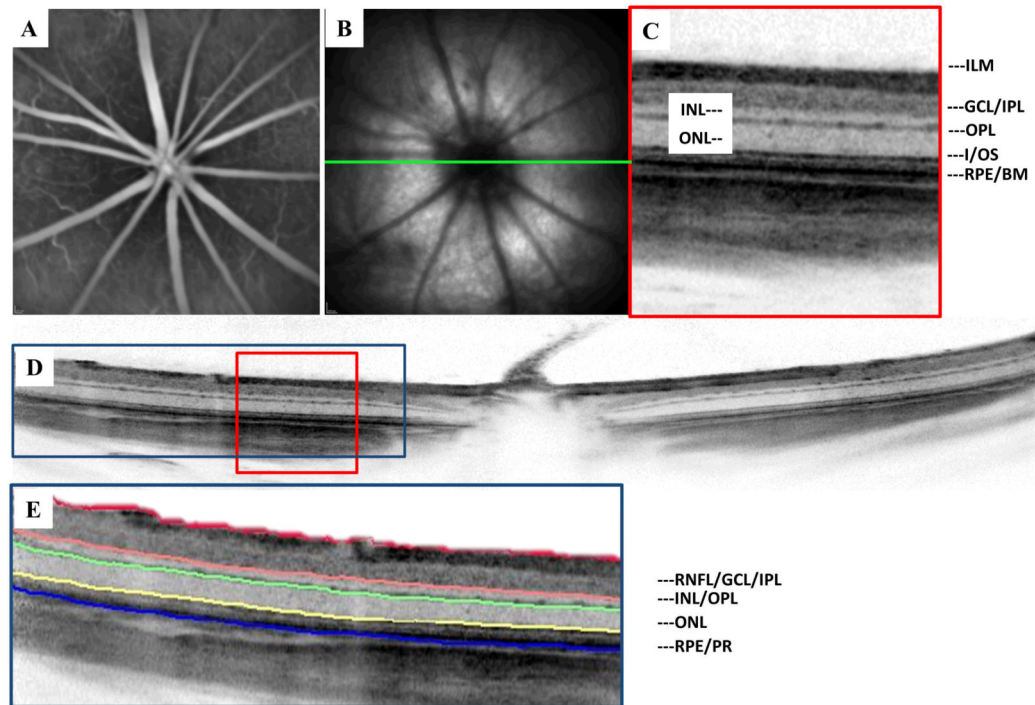 A
B
C
---ILM
INL---
---GCL/IPL
---OPL
ONL--
---I/OS
---RPE/BM
D
E
---RNFL/GCL/IPL
---INL/OPL
---ONL
---RPE/PR